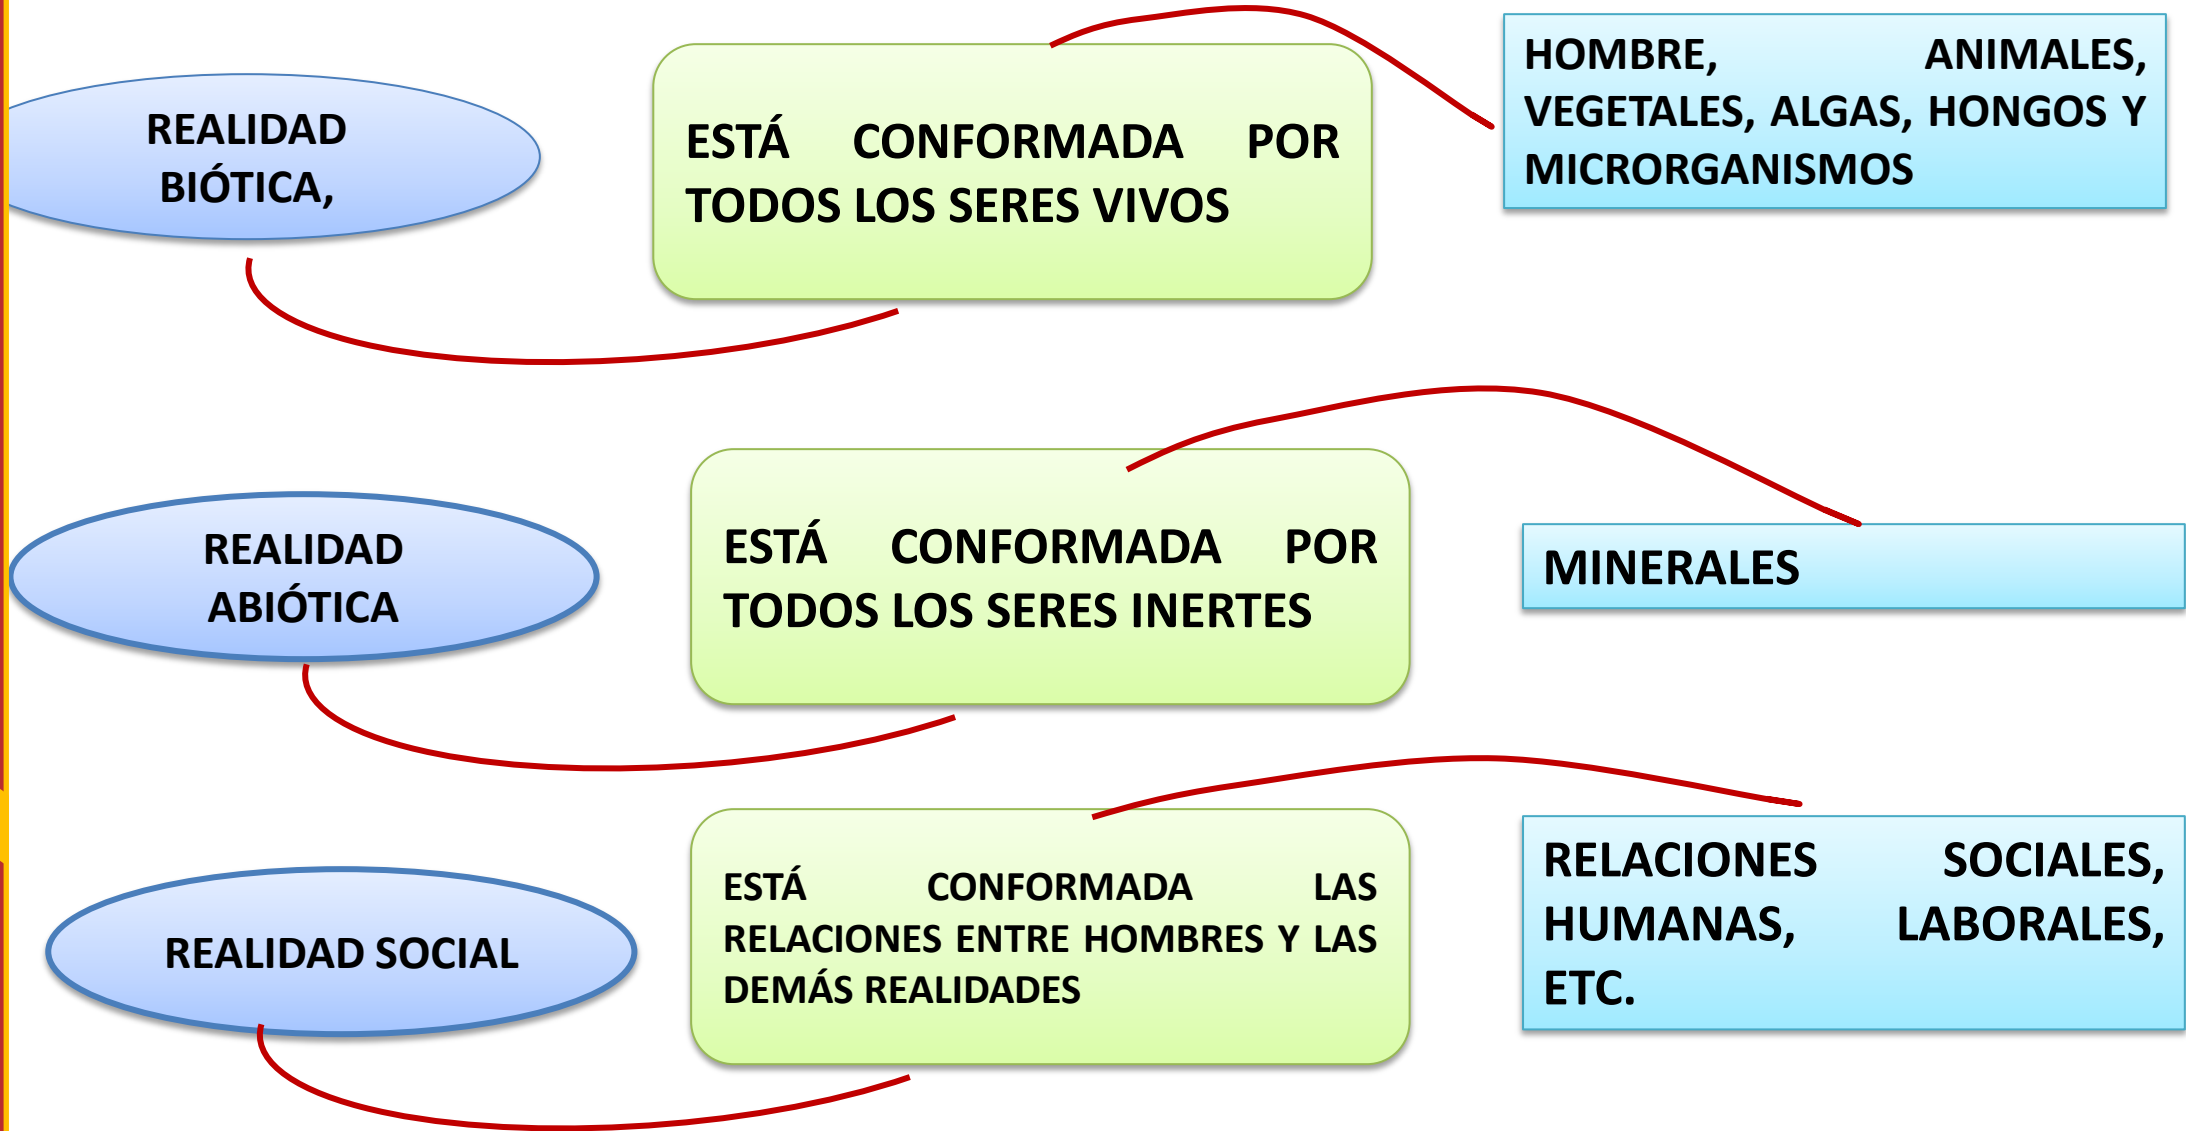 REALIDAD
BIÓTICA,
ESTÁ CONFORMADA POR
TODOS LOS SERES VIVOS
HOMBRE, ANIMALES,
VEGETALES, ALGAS, HONGOS Y
MICRORGANISMOS
REALIDAD
ABIÓTICA
ESTÁ CONFORMADA POR
TODOS LOS SERES INERTES
MINERALES
REALIDAD SOCIAL
ESTÁ CONFORMADA LAS
RELACIONES ENTRE HOMBRES Y LAS
DEMÁS REALIDADES
RELACIONES SOCIALES,
HUMANAS, LABORALES,
ETC.